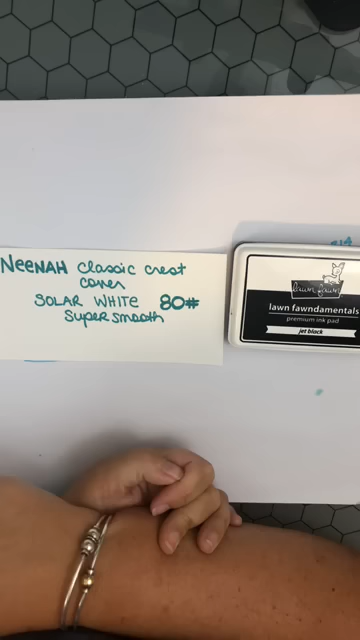 NEENAH classic crest
cover
SOLAR WHITE 80#
Super smooth
lawn fawn
lawn fawndamentals
premium ink pad
jet black